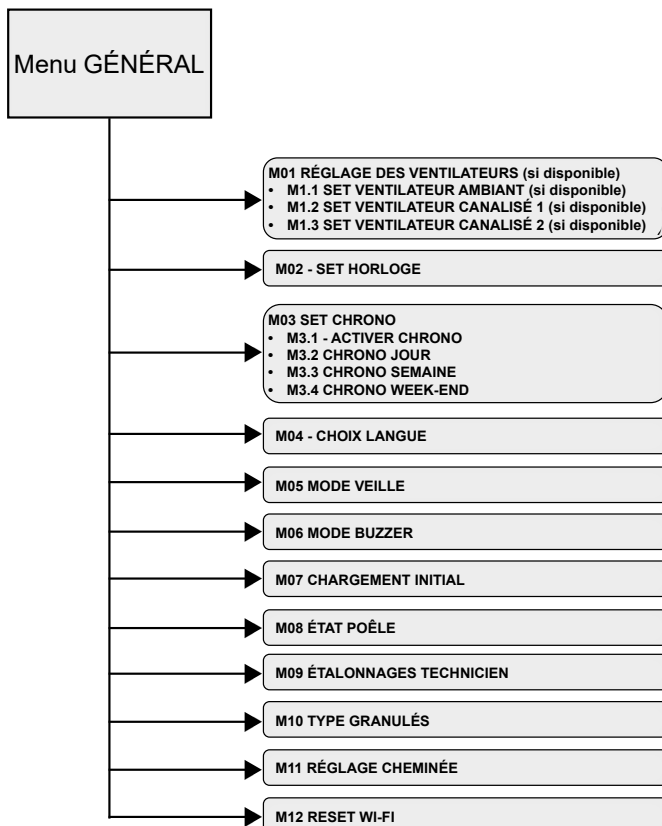 Menu GÉNÉRAL
M01 RÉGLAGE DES VENTILATEURS (si disponible)
• M1.1 SET VENTILATEUR AMBIANT (si disponible)
• M1.2 SET VENTILATEUR CANALISÉ 1 (si disponible)
• M1.3 SET VENTILATEUR CANALISÉ 2 (si disponible)
M02 - SET HORLOGE
M03 SET CHRONO
• M3.1 - ACTIVER CHRONO
• M3.2 CHRONO JOUR
• M3.3 CHRONO SEMAINE
• M3.4 CHRONO WEEK-END
M04 - CHOIX LANGUE
M05 MODE VEILLE
M06 MODE BUZZER
M07 CHARGEMENT INITIAL
M08 ÉTAT POÊLE
M09 ÉTALONNAGES TECHNICIEN
M10 TYPE GRANULÉS
M11 RÉGLAGE CHEMINÉE
M12 RESET WI-FI